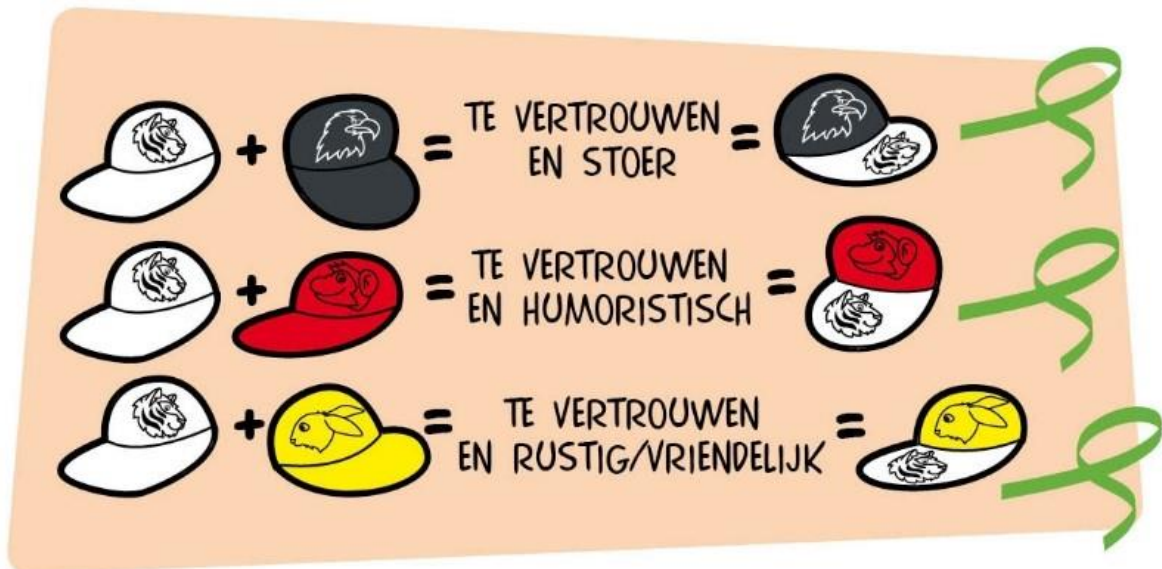 + = TE VERTROUWEN =
EN STOER
+ = TE VERTROUWEN =
EN HUMORISTISCH
+ = TE VERTROUWEN =
EN RUSTIG/VRIENDELIJK